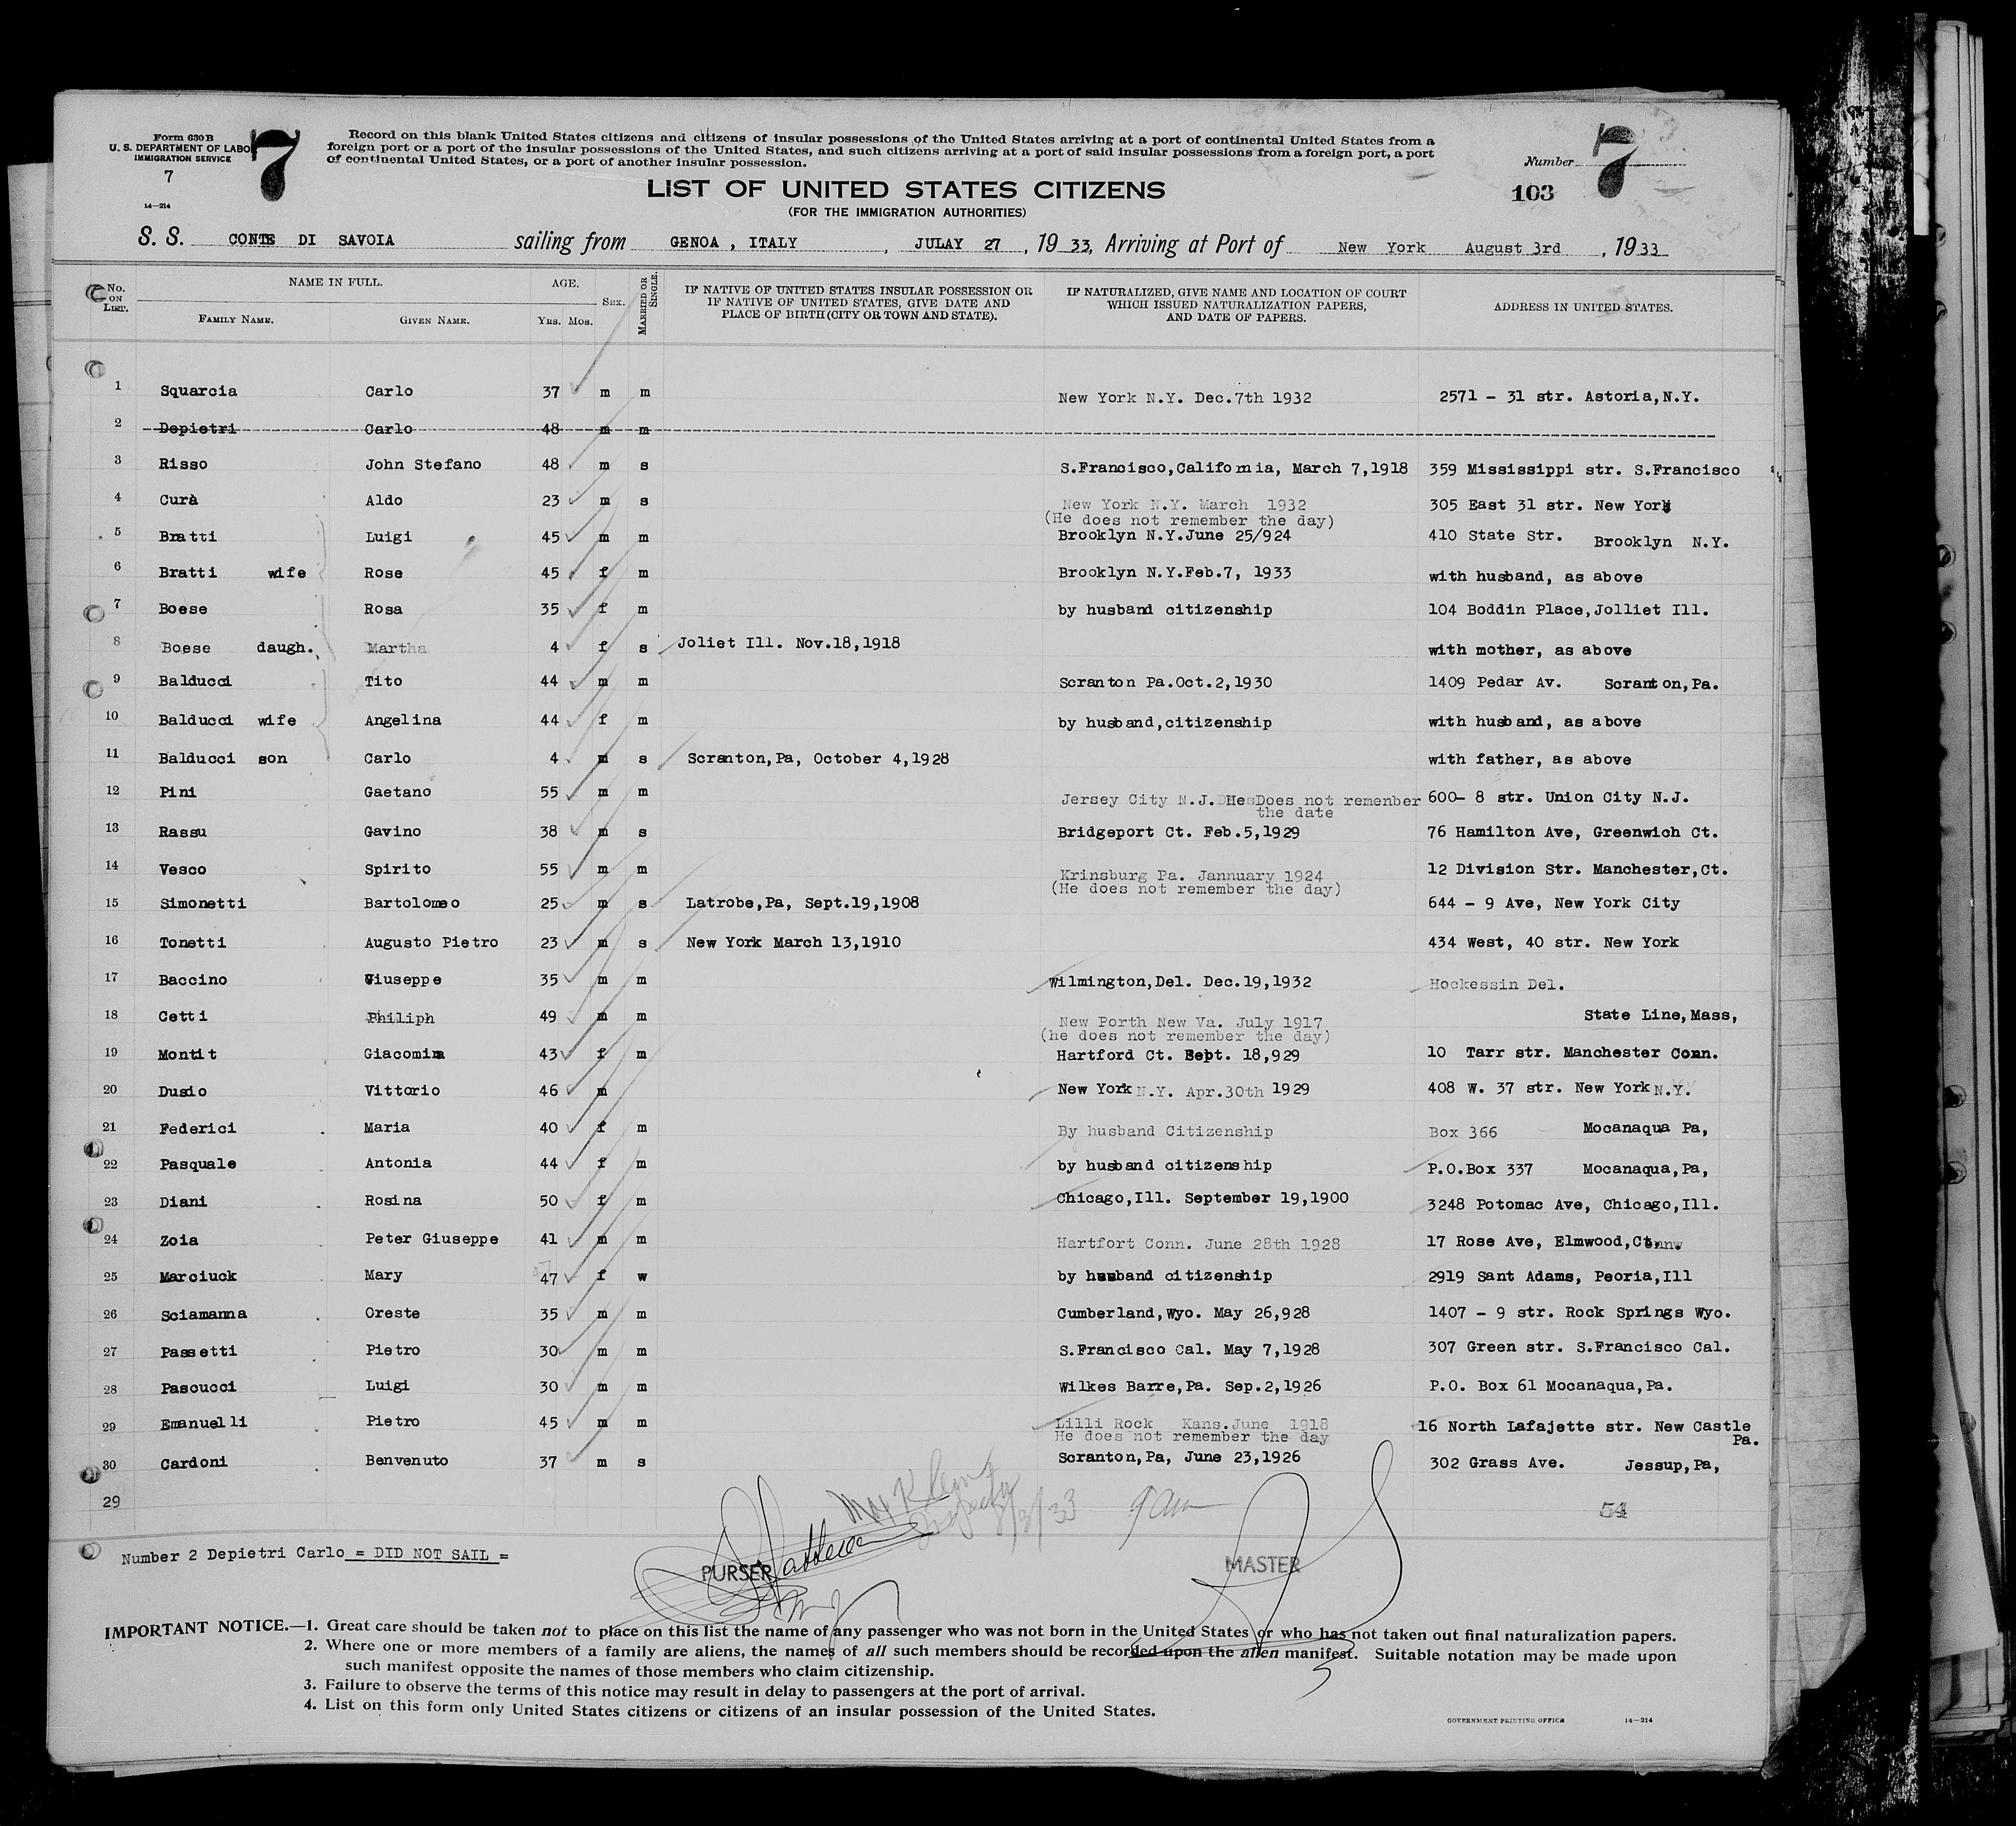 Form 630 B
U. S. DEPARTMENT OF LABO
IMMIGRATION SERVICE
7
14—214
7
Record on this blank United States citizens and citizens of insular possessions of the United States arriving at a port of continental United States from a
foreign port or a port of the insular possessions of the United States, and such citizens arriving at a port of said insular possessions from a foreign port, a port
of continental United States, or a port of another insular possession.
Number 7
103
LIST OF UNITED STATES CITIZENS
(FOR THE IMMIGRATION AUTHORITIES)
S. S. CONTE DI SAVOIA sailing from GENOA , ITALY , JULAY 27 , 19 33, Arriving at Port of New York August 3rd , 1933
No. ON LIST. NAME IN FULL. FAMILY NAME. GIVEN NAME. AGE. YRS. MOS. SEX. MARRIED OR SINGLE. IF NATIVE OF UNITED STATES INSULAR POSSESSION OR IF NATIVE OF UNITED STATES, GIVE DATE AND PLACE OF BIRTH (CITY OR TOWN AND STATE). IF NATURALIZED, GIVE NAME AND LOCATION OF COURT WHICH ISSUED NATURALIZATION PAPERS, AND DATE OF PAPERS. ADDRESS IN UNITED STATES.
1 Squarcia Carlo 37 m m New York N.Y. Dec.7th 1932 2571 - 31 str. Astoria,N.Y.
2 Depietri Carlo 48 m m
3 Risso John Stefano 48 m s S.Francisco,California, March 7,1918 359 Mississippi str. S.Francisco
4 Curà Aldo 23 m s New York N.Y. March 1932 305 East 31 str. New York
(He does not remember the day)
5 Bratti Luigi 45 m m Brooklyn N.Y.June 25/924 410 State Str. Brooklyn N.Y.
6 Bratti wife Rose 45 f m Brooklyn N.Y.Feb.7, 1933 with husband, as above
7 Boese Rosa 35 f m by husband citizenship 104 Boddin Place,Jolliet Ill.
8 Boese daugh. Martha 4 f s Joliet Ill. Nov.18,1918 with mother, as above
9 Balducci Tito 44 m m Scranton Pa.Oct.2,1930 1409 Pedar Av. Scranton,Pa.
10 Balducci wife Angelina 44 f m by husband,citizenship with husband, as above
11 Balducci son Carlo 4 m s Scranton,Pa, October 4,1928 with father, as above
12 Pini Gaetano 55 m m Jersey City N.J. He Does not remenber 600- 8 str. Union City N.J.
the date
13 Rassu Gavino 38 m s Bridgeport Ct. Feb.5,1929 76 Hamilton Ave, Greenwich Ct.
14 Vesco Spirito 55 m m Krinsburg Pa. Jannuary 1924 12 Division Str. Manchester,Ct.
(He does not remember the day)
15 Simonetti Bartolomeo 25 m s Latrobe,Pa, Sept.19,1908 644 - 9 Ave, New York City
16 Tonetti Augusto Pietro 23 m s New York March 13,1910 434 West, 40 str. New York
17 Baccino Giuseppe 35 m m Wilmington,Del. Dec.19,1932 Hockessin Del.
18 Cetti Philiph 49 m m New Porth New Va. July 1917 State Line,Mass,
(he does not remember the day)
19 Montit Giacomina 43 f m Hartford Ct. Sept. 18,929 10 Tarr str. Manchester Conn.
20 Dusio Vittorio 46 m New York N.Y. Apr.30th 1929 408 W. 37 str. New York N.Y.
21 Federici Maria 40 f m By husband Citizenship Box 366 Mocanaqua Pa,
22 Pasquale Antonia 44 f m by husband citizenship P.O.Box 337 Mocanaqua,Pa,
23 Diani Rosina 50 f m Chicago,Ill. September 19,1900 3248 Potomac Ave, Chicago,Ill.
24 Zoia Peter Giuseppe 41 m m Hartfort Conn. June 28th 1928 17 Rose Ave, Elmwood,Conn.
25 Marciuck Mary 47 f w by husband citizenship 2919 Sant Adams, Peoria,Ill
26 Sciamanna Oreste 35 m m Cumberland,Wyo. May 26,928 1407 - 9 str. Rock Springs Wyo.
27 Passetti Pietro 30 m m S.Francisco Cal. May 7,1928 307 Green str. S.Francisco Cal.
28 Pascucci Luigi 30 m m Wilkes Barre,Pa. Sep.2,1926 P.O. Box 61 Mocanaqua,Pa.
29 Emanuelli Pietro 45 m m Lilli Rock Kans.June 1918 16 North Lafajette str. New Castle
He does not remember the day Pa.
30 Cardoni Benvenuto 37 m s Scranton,Pa, June 23,1926 302 Grass Ave. Jessup,Pa,
29
Inspector
8/3/33 9 am
54
Number 2 Depietri Carlo = DID NOT SAIL =
PURSER
MASTER
IMPORTANT NOTICE.—1. Great care should be taken not to place on this list the name of any passenger who was not born in the United States or who has not taken out final naturalization papers.
2. Where one or more members of a family are aliens, the names of all such members should be recorded upon the alien manifest. Suitable notation may be made upon
such manifest opposite the names of those members who claim citizenship.
3. Failure to observe the terms of this notice may result in delay to passengers at the port of arrival.
4. List on this form only United States citizens or citizens of an insular possession of the United States.
GOVERNMENT PRINTING OFFICE 14—214